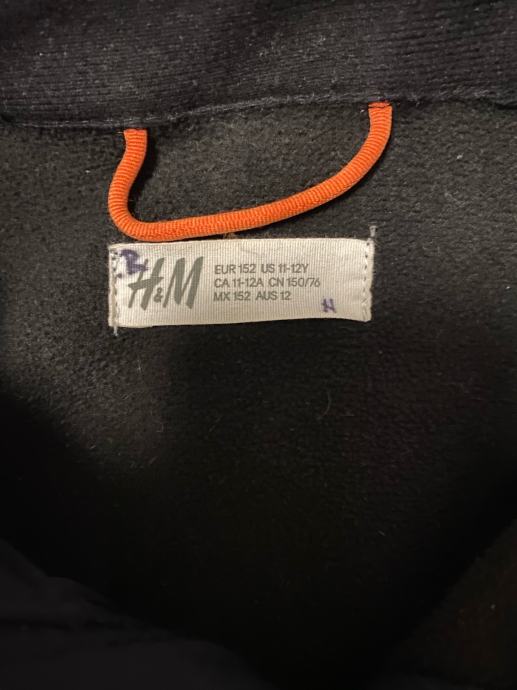 R
H&M
EUR 152 US 11-12Y
CA 11-12A CN 150/76
MX 152 AUS 12
H